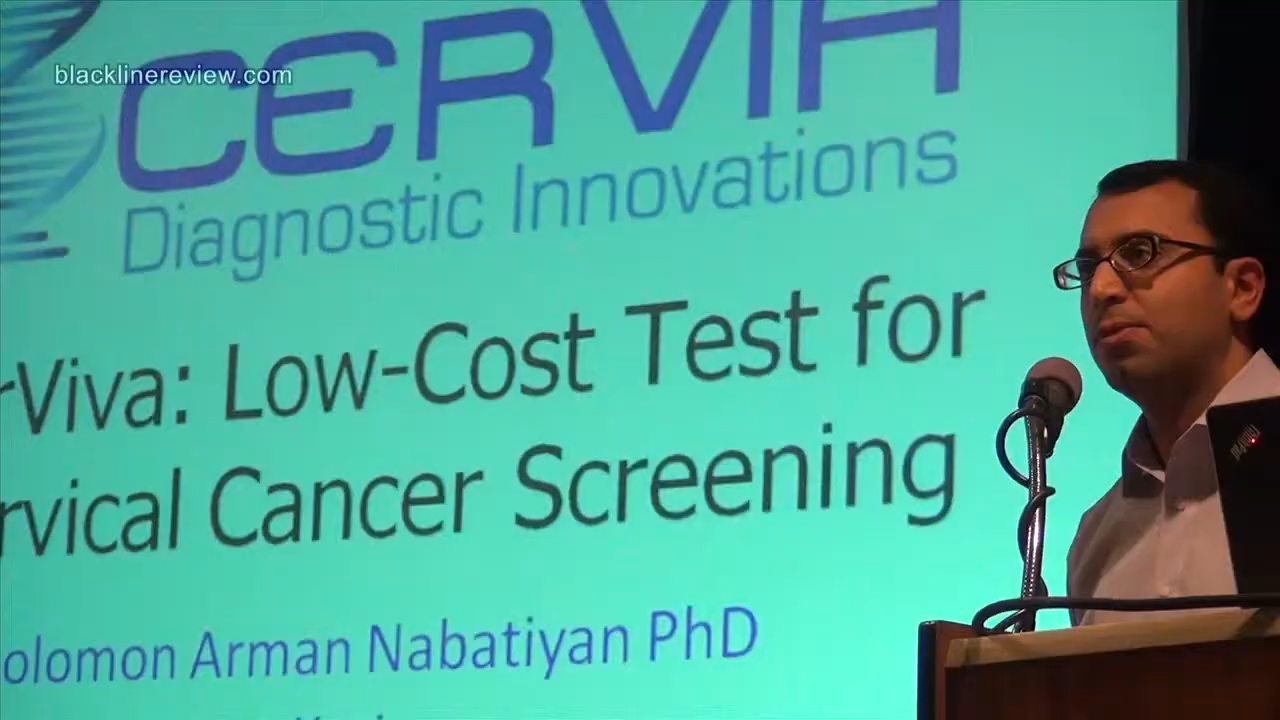 blacklinereview.com
CERVIA
Diagnostic Innovations
rViva: Low-Cost Test for
rvical Cancer Screening
olomon Arman Nabatiyan PhD